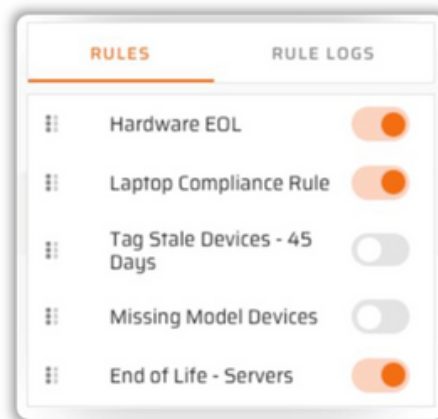 RULES RULE LOGS
Hardware EOL
Laptop Compliance Rule
Tag Stale Devices - 45
Days
Missing Model Devices
End of Life - Servers